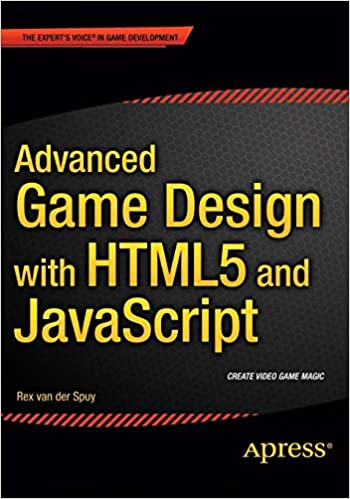 THE EXPERT'S VOICE® IN GAME DEVELOPMENT
Advanced
Game Design
with HTML5 and
JavaScript
CREATE VIDEO GAME MAGIC
Rex van der Spuy
Apress®